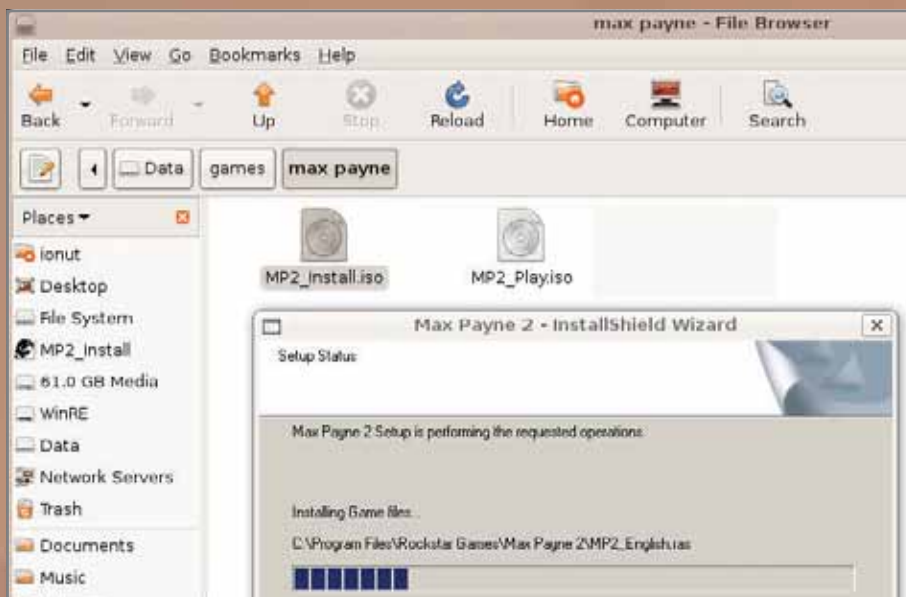 max payne - File Browser
File Edit View Go Bookmarks Help
Back Forward Up Stop Reload Home Computer Search
Data games max payne
Places
ionut
Desktop
File System
MP2_Install
61.0 GB Media
WinRE
Data
Network Servers
Trash
Documents
Music
MP2_Install.iso MP2_Play.iso
Max Payne 2 - InstallShield Wizard
Setup Status
Max Payne 2 Setup is performing the requested operations.
Installing Game files...
C:\Program Files\Rockstar Games\Max Payne 2\MP2_English.ras